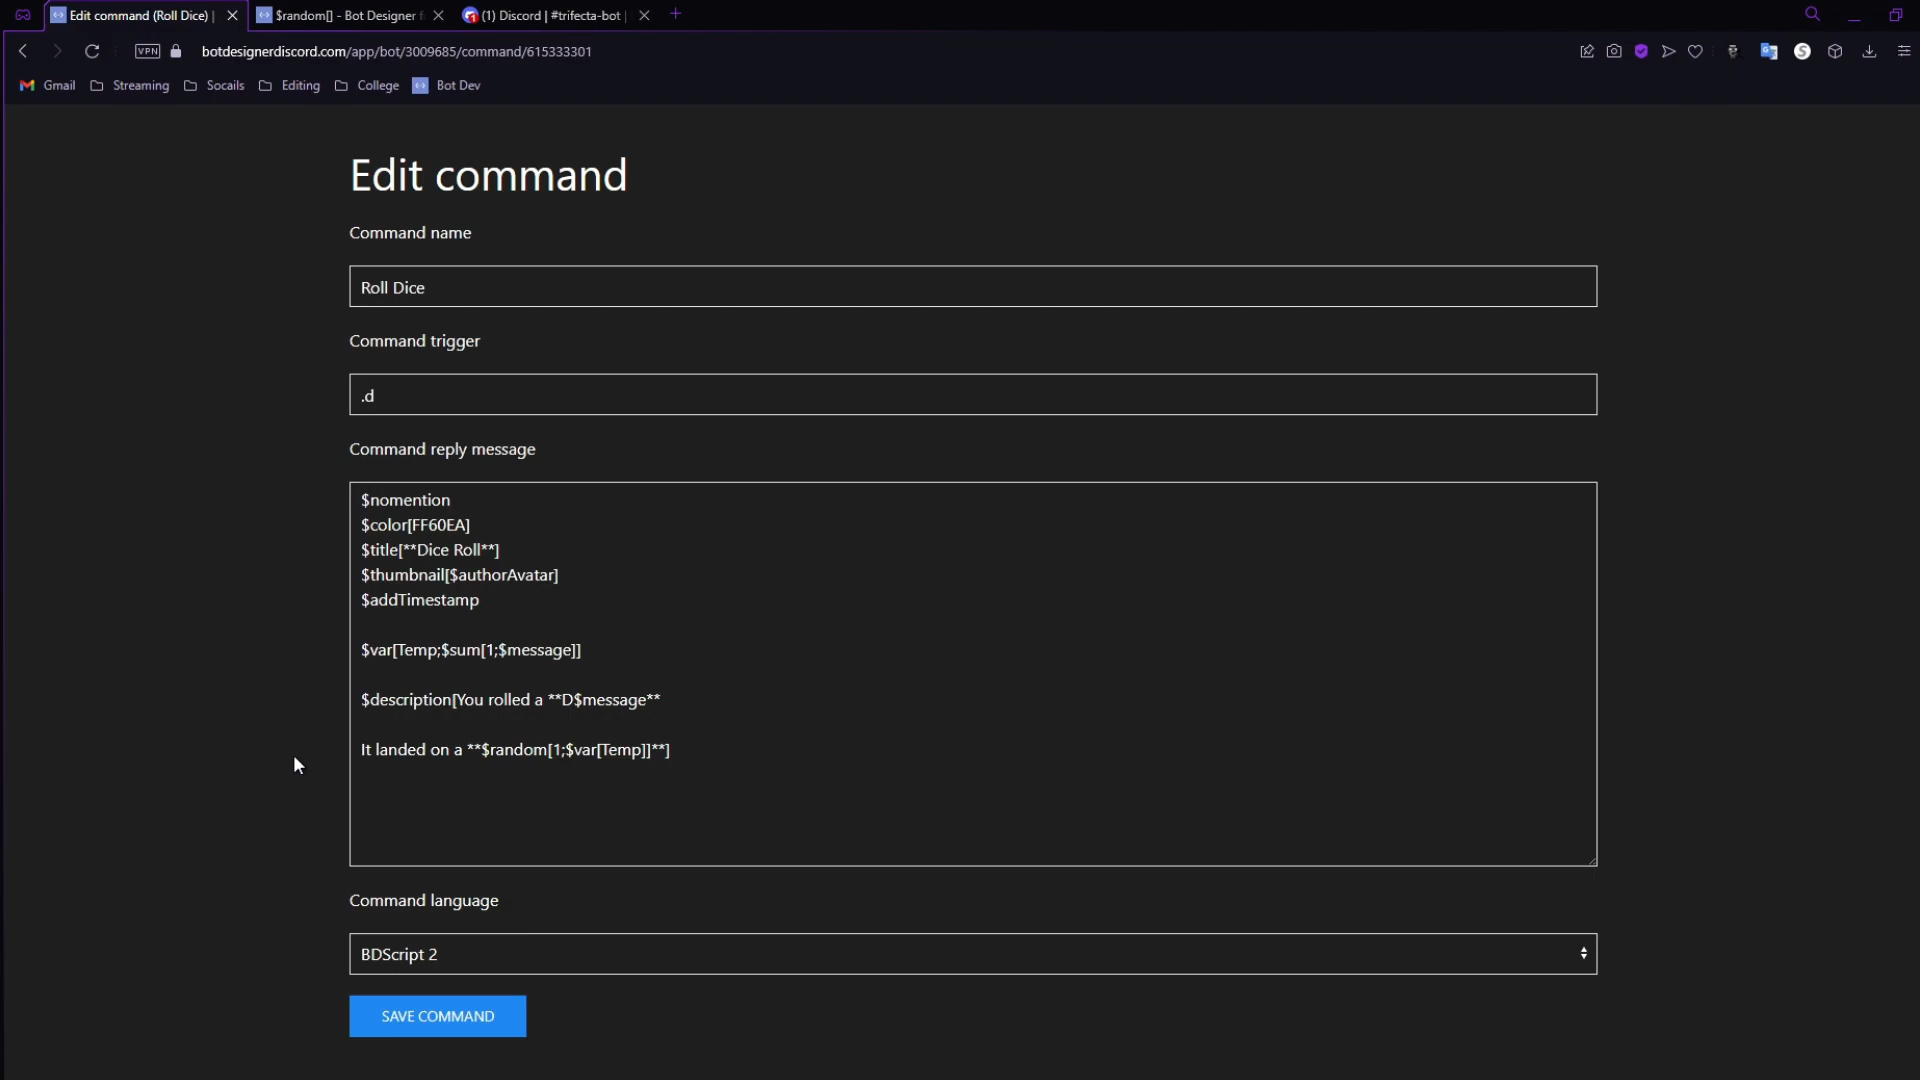 Edit command (Roll Dice) |
$random[] - Bot Designer f
(1) Discord | #trifecta-bot |
VPN
botdesignerdiscord.com/app/bot/3009685/command/615333301
Gmail
Streaming
Socails
Editing
College
Bot Dev
Edit command
Command name
Roll Dice
Command trigger
.d
Command reply message
$nomention
$color[FF60EA]
$title[**Dice Roll**]
$thumbnail[$authorAvatar]
$addTimestamp
$var[Temp;$sum[1;$message]]
$description[You rolled a **D$message**
It landed on a **$random[1;$var[Temp]]**]
Command language
BDScript 2
SAVE COMMAND